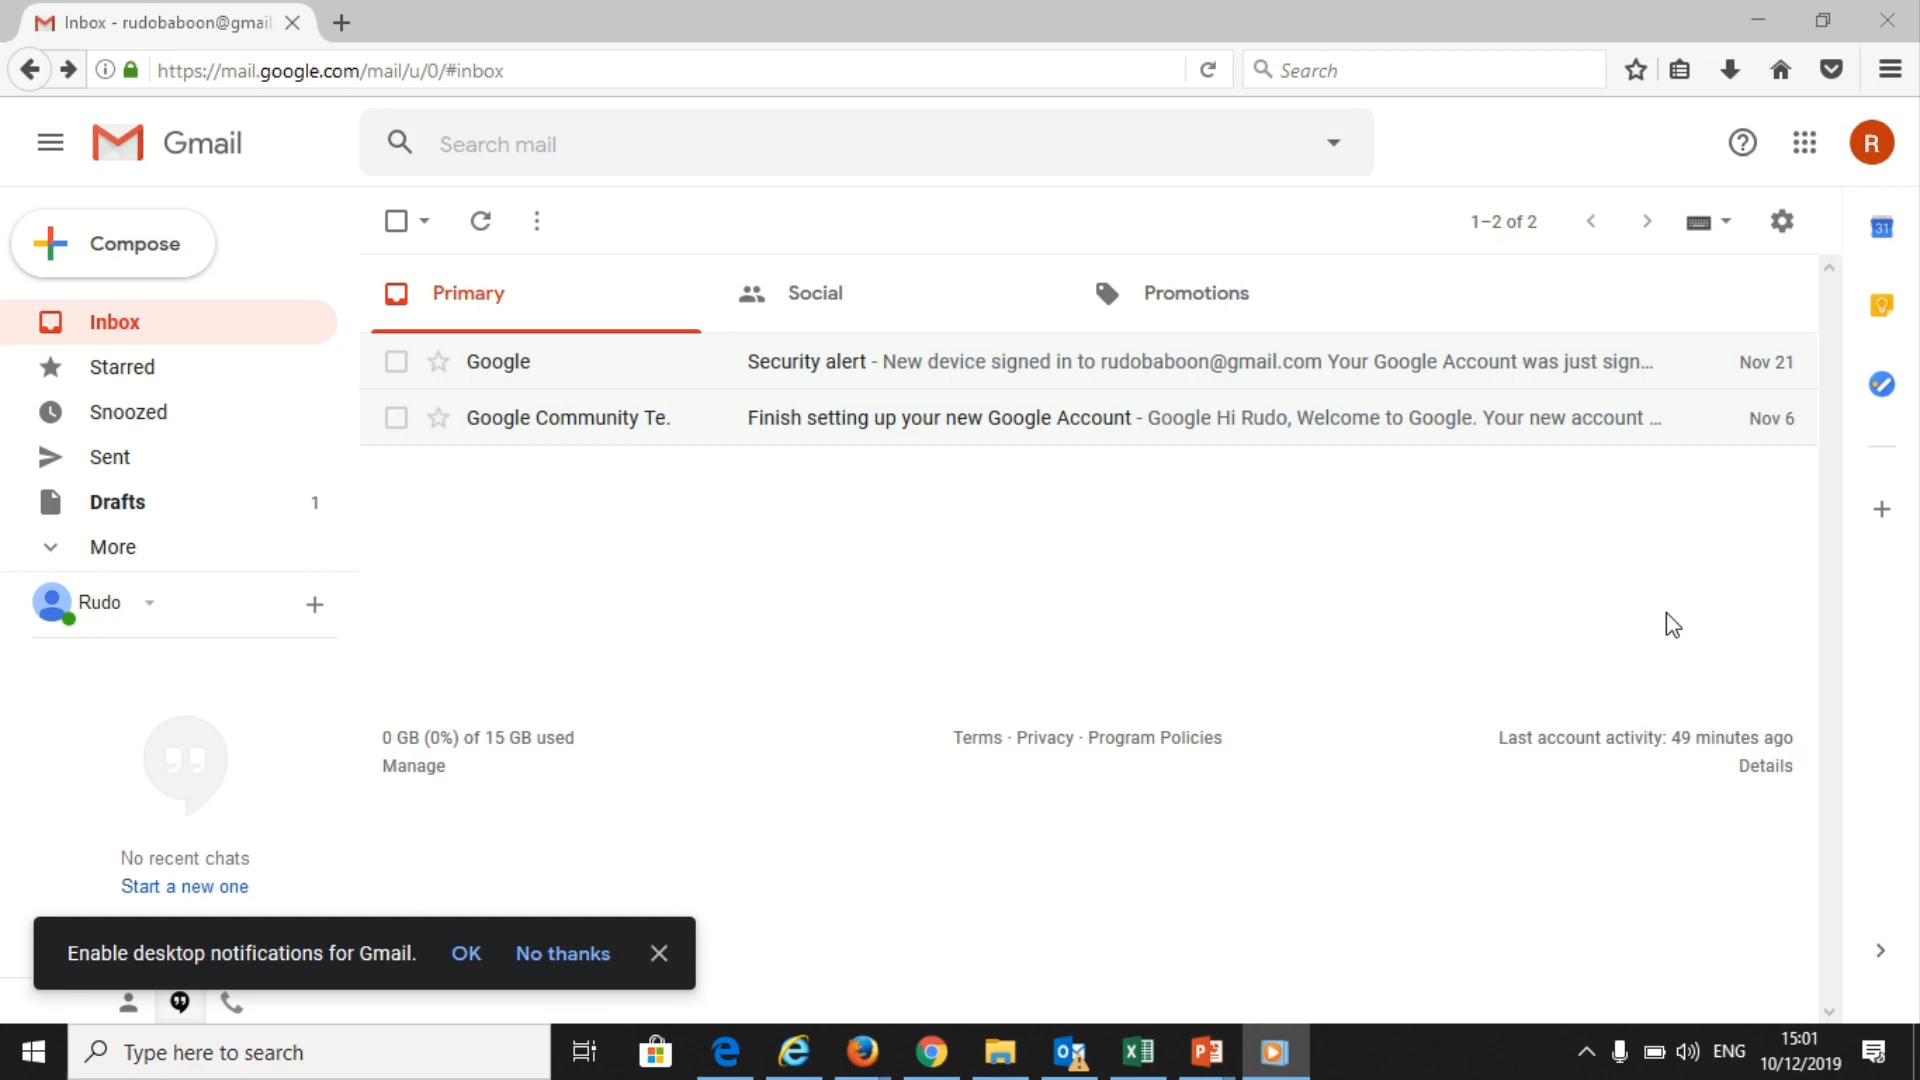 Inbox - rudobaboon@gmail
https://mail.google.com/mail/u/0/#inbox
Search
Gmail
Search mail
R
Compose
1–2 of 2
31
Primary
Social
Promotions
Inbox
Starred
Snoozed
Sent
Drafts 1
More
Google Security alert - New device signed in to rudobaboon@gmail.com Your Google Account was just sign... Nov 21
Google Community Te. Finish setting up your new Google Account - Google Hi Rudo, Welcome to Google. Your new account ... Nov 6
Rudo
0 GB (0%) of 15 GB used
Manage
Terms · Privacy · Program Policies
Last account activity: 49 minutes ago
Details
No recent chats
Start a new one
Enable desktop notifications for Gmail. OK No thanks
Type here to search
ENG
15:01
10/12/2019